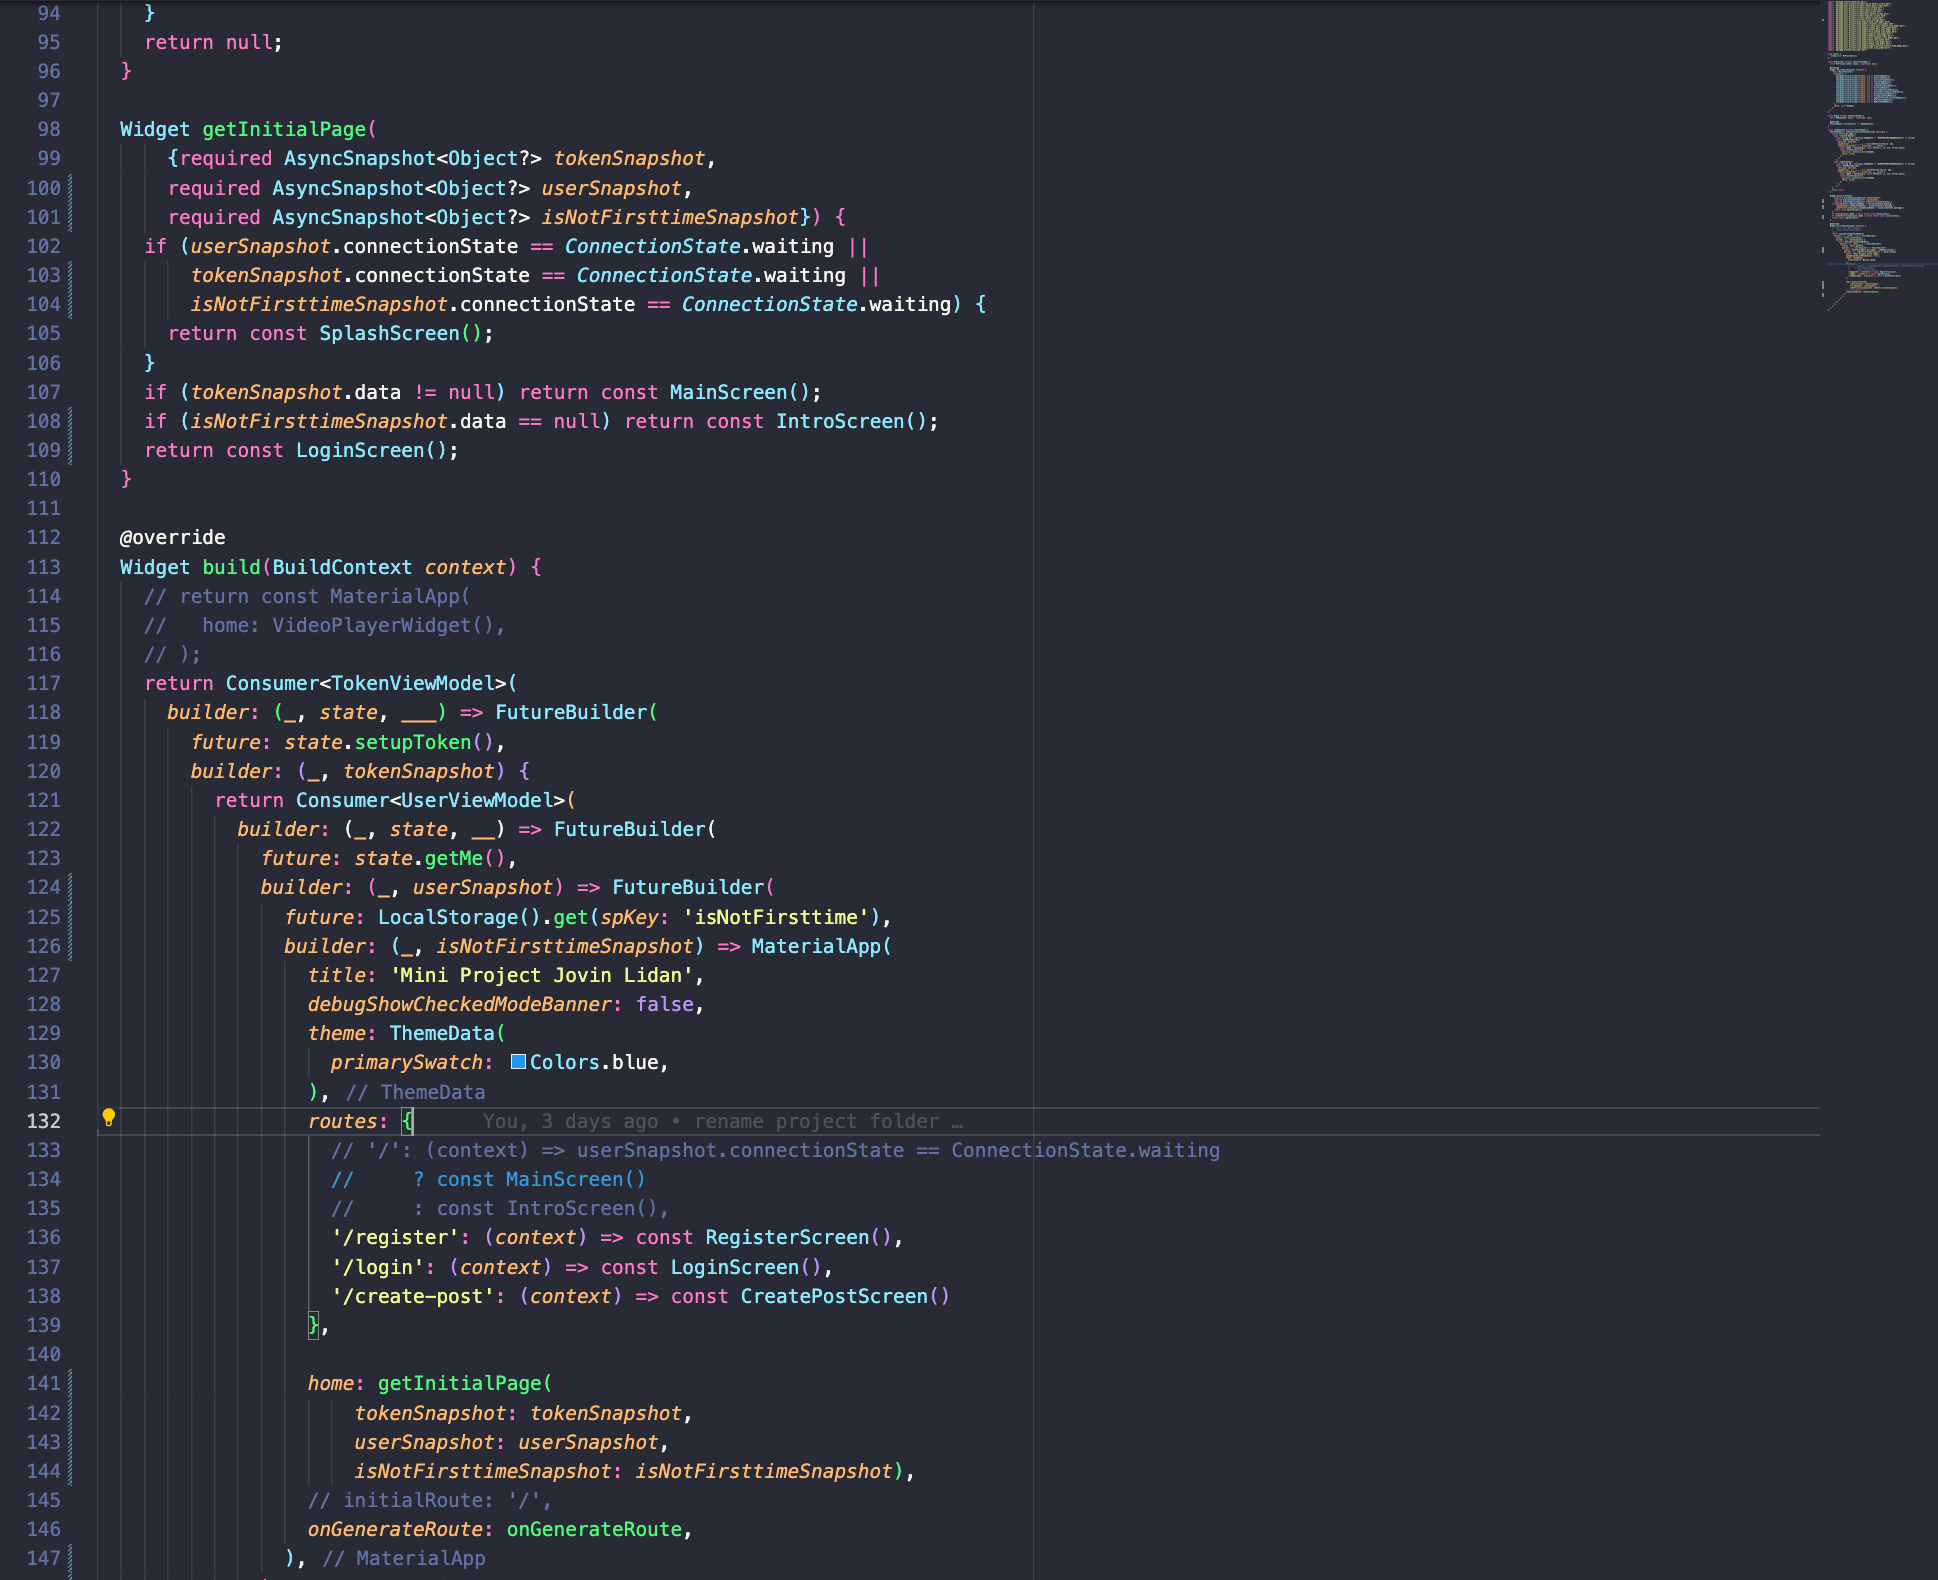 94 }
95 return null;
96 }
97
98 Widget getInitialPage(
99 {required AsyncSnapshot<Object?> tokenSnapshot,
100 required AsyncSnapshot<Object?> userSnapshot,
101 required AsyncSnapshot<Object?> isNotFirsttimeSnapshot}) {
102 if (userSnapshot.connectionState == ConnectionState.waiting ||
103 tokenSnapshot.connectionState == ConnectionState.waiting ||
104 isNotFirsttimeSnapshot.connectionState == ConnectionState.waiting) {
105 return const SplashScreen();
106 }
107 if (tokenSnapshot.data != null) return const MainScreen();
108 if (isNotFirsttimeSnapshot.data == null) return const IntroScreen();
109 return const LoginScreen();
110 }
111
112 @override
113 Widget build(BuildContext context) {
114 // return const MaterialApp(
115 //   home: VideoPlayerWidget(),
116 // );
117 return Consumer<TokenViewModel>(
118 builder: (_, state, ___) => FutureBuilder(
119 future: state.setupToken(),
120 builder: (_, tokenSnapshot) {
121 return Consumer<UserViewModel>(
122 builder: (_, state, __) => FutureBuilder(
123 future: state.getMe(),
124 builder: (_, userSnapshot) => FutureBuilder(
125 future: LocalStorage().get(spKey: 'isNotFirsttime'),
126 builder: (_, isNotFirsttimeSnapshot) => MaterialApp(
127 title: 'Mini Project Jovin Lidan',
128 debugShowCheckedModeBanner: false,
129 theme: ThemeData(
130 primarySwatch: Colors.blue,
131 ), // ThemeData
132 routes: { You, 3 days ago • rename project folder …
133 // '/': (context) => userSnapshot.connectionState == ConnectionState.waiting
134 //     ? const MainScreen()
135 //     : const IntroScreen(),
136 '/register': (context) => const RegisterScreen(),
137 '/login': (context) => const LoginScreen(),
138 '/create-post': (context) => const CreatePostScreen()
139 },
140
141 home: getInitialPage(
142 tokenSnapshot: tokenSnapshot,
143 userSnapshot: userSnapshot,
144 isNotFirsttimeSnapshot: isNotFirsttimeSnapshot),
145 // initialRoute: '/',
146 onGenerateRoute: onGenerateRoute,
147 ), // MaterialApp